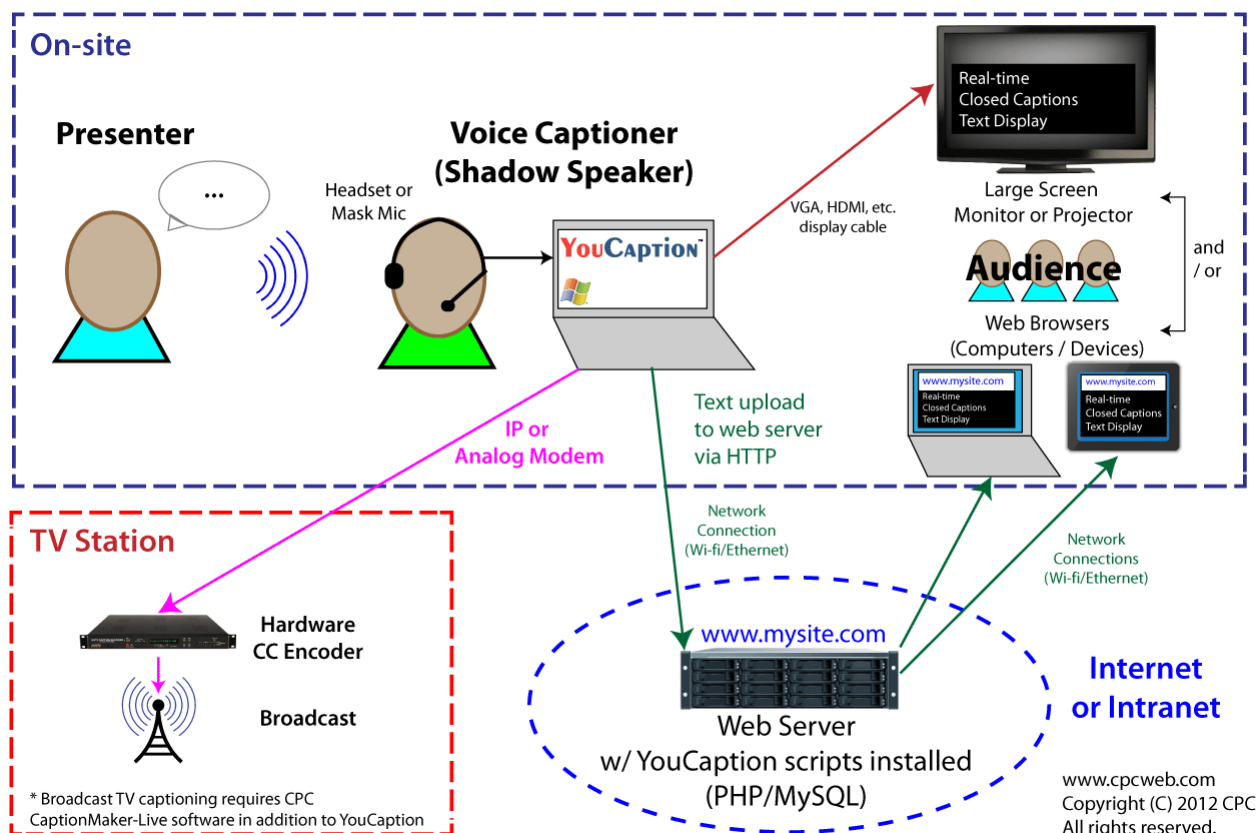 On-site
Presenter
...
Voice Captioner
(Shadow Speaker)
Headset or
Mask Mic
YouCaption™
VGA, HDMI, etc.
display cable
Real-time
Closed Captions
Text Display
Large Screen
Monitor or Projector
and
/ or
Audience
Web Browsers
(Computers / Devices)
www.mysite.com
Real-time
Closed Captions
Text Display
www.mysite.com
Real-time
Closed Captions
Text Display
IP or
Analog Modem
Text upload
to web server
via HTTP
Network
Connection
(Wi-fi/Ethernet)
Network
Connections
(Wi-fi/Ethernet)
TV Station
Hardware
CC Encoder
Broadcast
* Broadcast TV captioning requires CPC
CaptionMaker-Live software in addition to YouCaption
www.mysite.com
Web Server
w/ YouCaption scripts installed
(PHP/MySQL)
Internet
or Intranet
www.cpcweb.com
Copyright (C) 2012 CPC
All rights reserved.